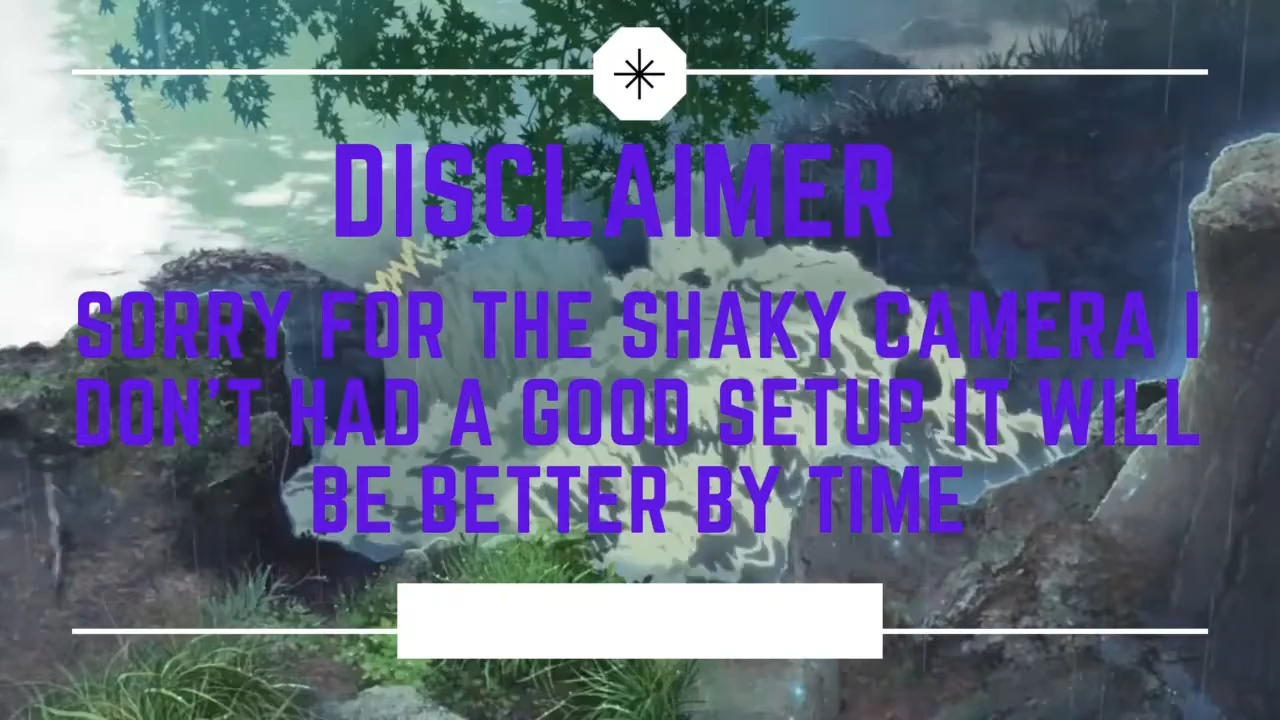 DISCLAIMER
SORRY FOR THE SHAKY CAMERA I
DON'T HAD A GOOD SETUP IT WILL
BE BETTER BY TIME